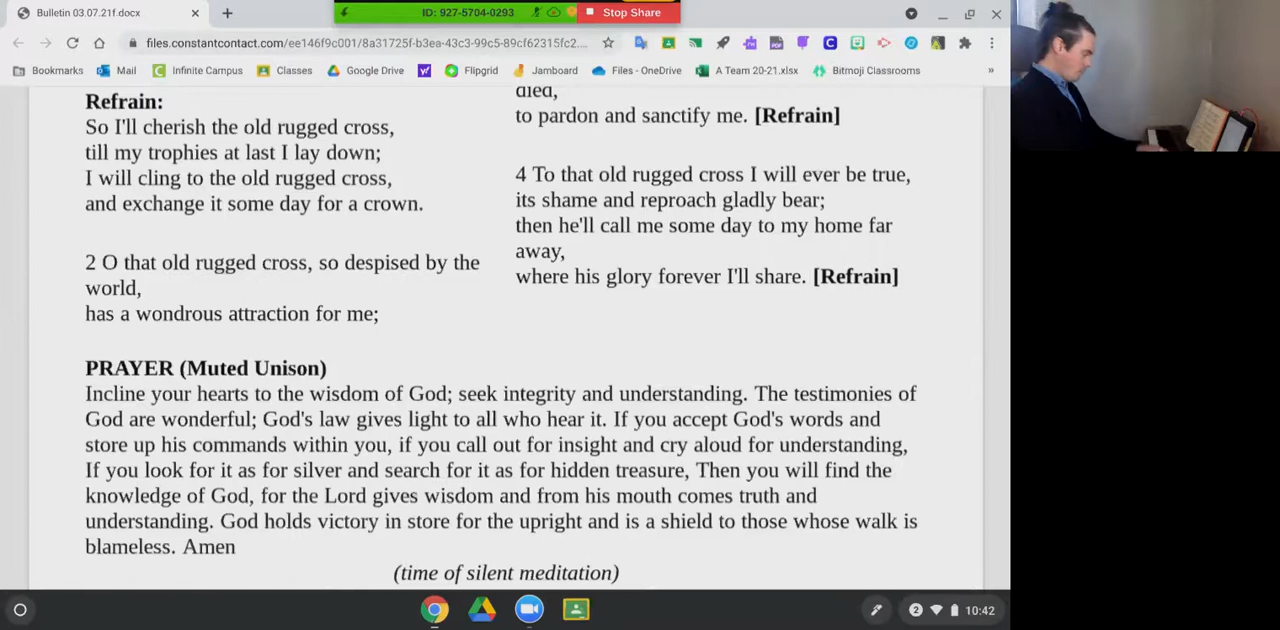 Bulletin 03.07.21f.docx
ID: 927-5704-0293
Stop Share
files.constantcontact.com/ee146f9c001/8a31725f-b3ea-43c3-99c5-89cf62315fc2...
Bookmarks Mail Infinite Campus Classes Google Drive Flipgrid Jamboard Files - OneDrive A Team 20-21.xlsx Bitmoji Classrooms »
Refrain:
So I'll cherish the old rugged cross,
till my trophies at last I lay down;
I will cling to the old rugged cross,
and exchange it some day for a crown.
2 O that old rugged cross, so despised by the
world,
has a wondrous attraction for me;
died,
to pardon and sanctify me. [Refrain]
4 To that old rugged cross I will ever be true,
its shame and reproach gladly bear;
then he'll call me some day to my home far
away,
where his glory forever I'll share. [Refrain]
PRAYER (Muted Unison)
Incline your hearts to the wisdom of God; seek integrity and understanding. The testimonies of
God are wonderful; God's law gives light to all who hear it. If you accept God's words and
store up his commands within you, if you call out for insight and cry aloud for understanding,
If you look for it as for silver and search for it as for hidden treasure, Then you will find the
knowledge of God, for the Lord gives wisdom and from his mouth comes truth and
understanding. God holds victory in store for the upright and is a shield to those whose walk is
blameless. Amen
(time of silent meditation)
2 10:42